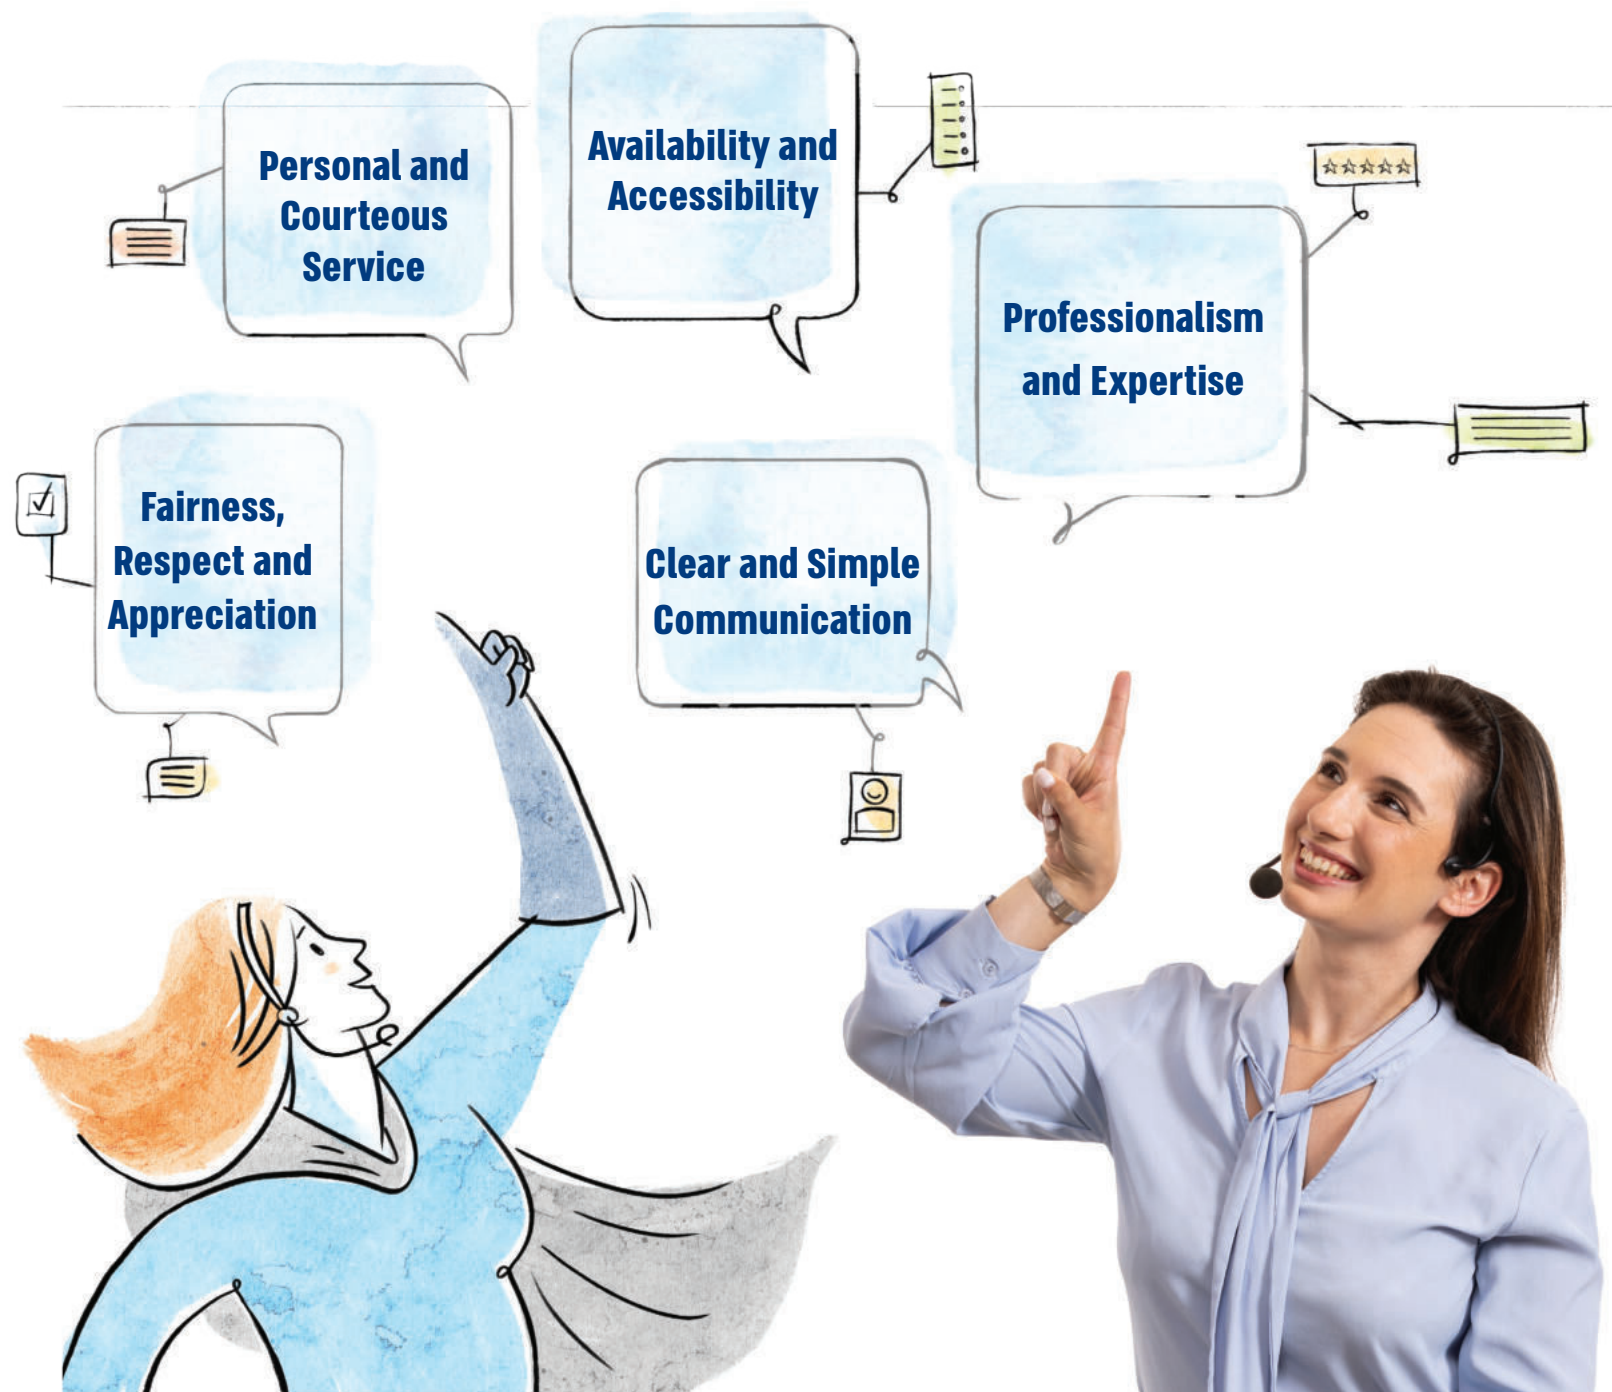 Personal and
Courteous
Service
Availability and
Accessibility
Professionalism
and Expertise
Fairness,
Respect and
Appreciation
Clear and Simple
Communication